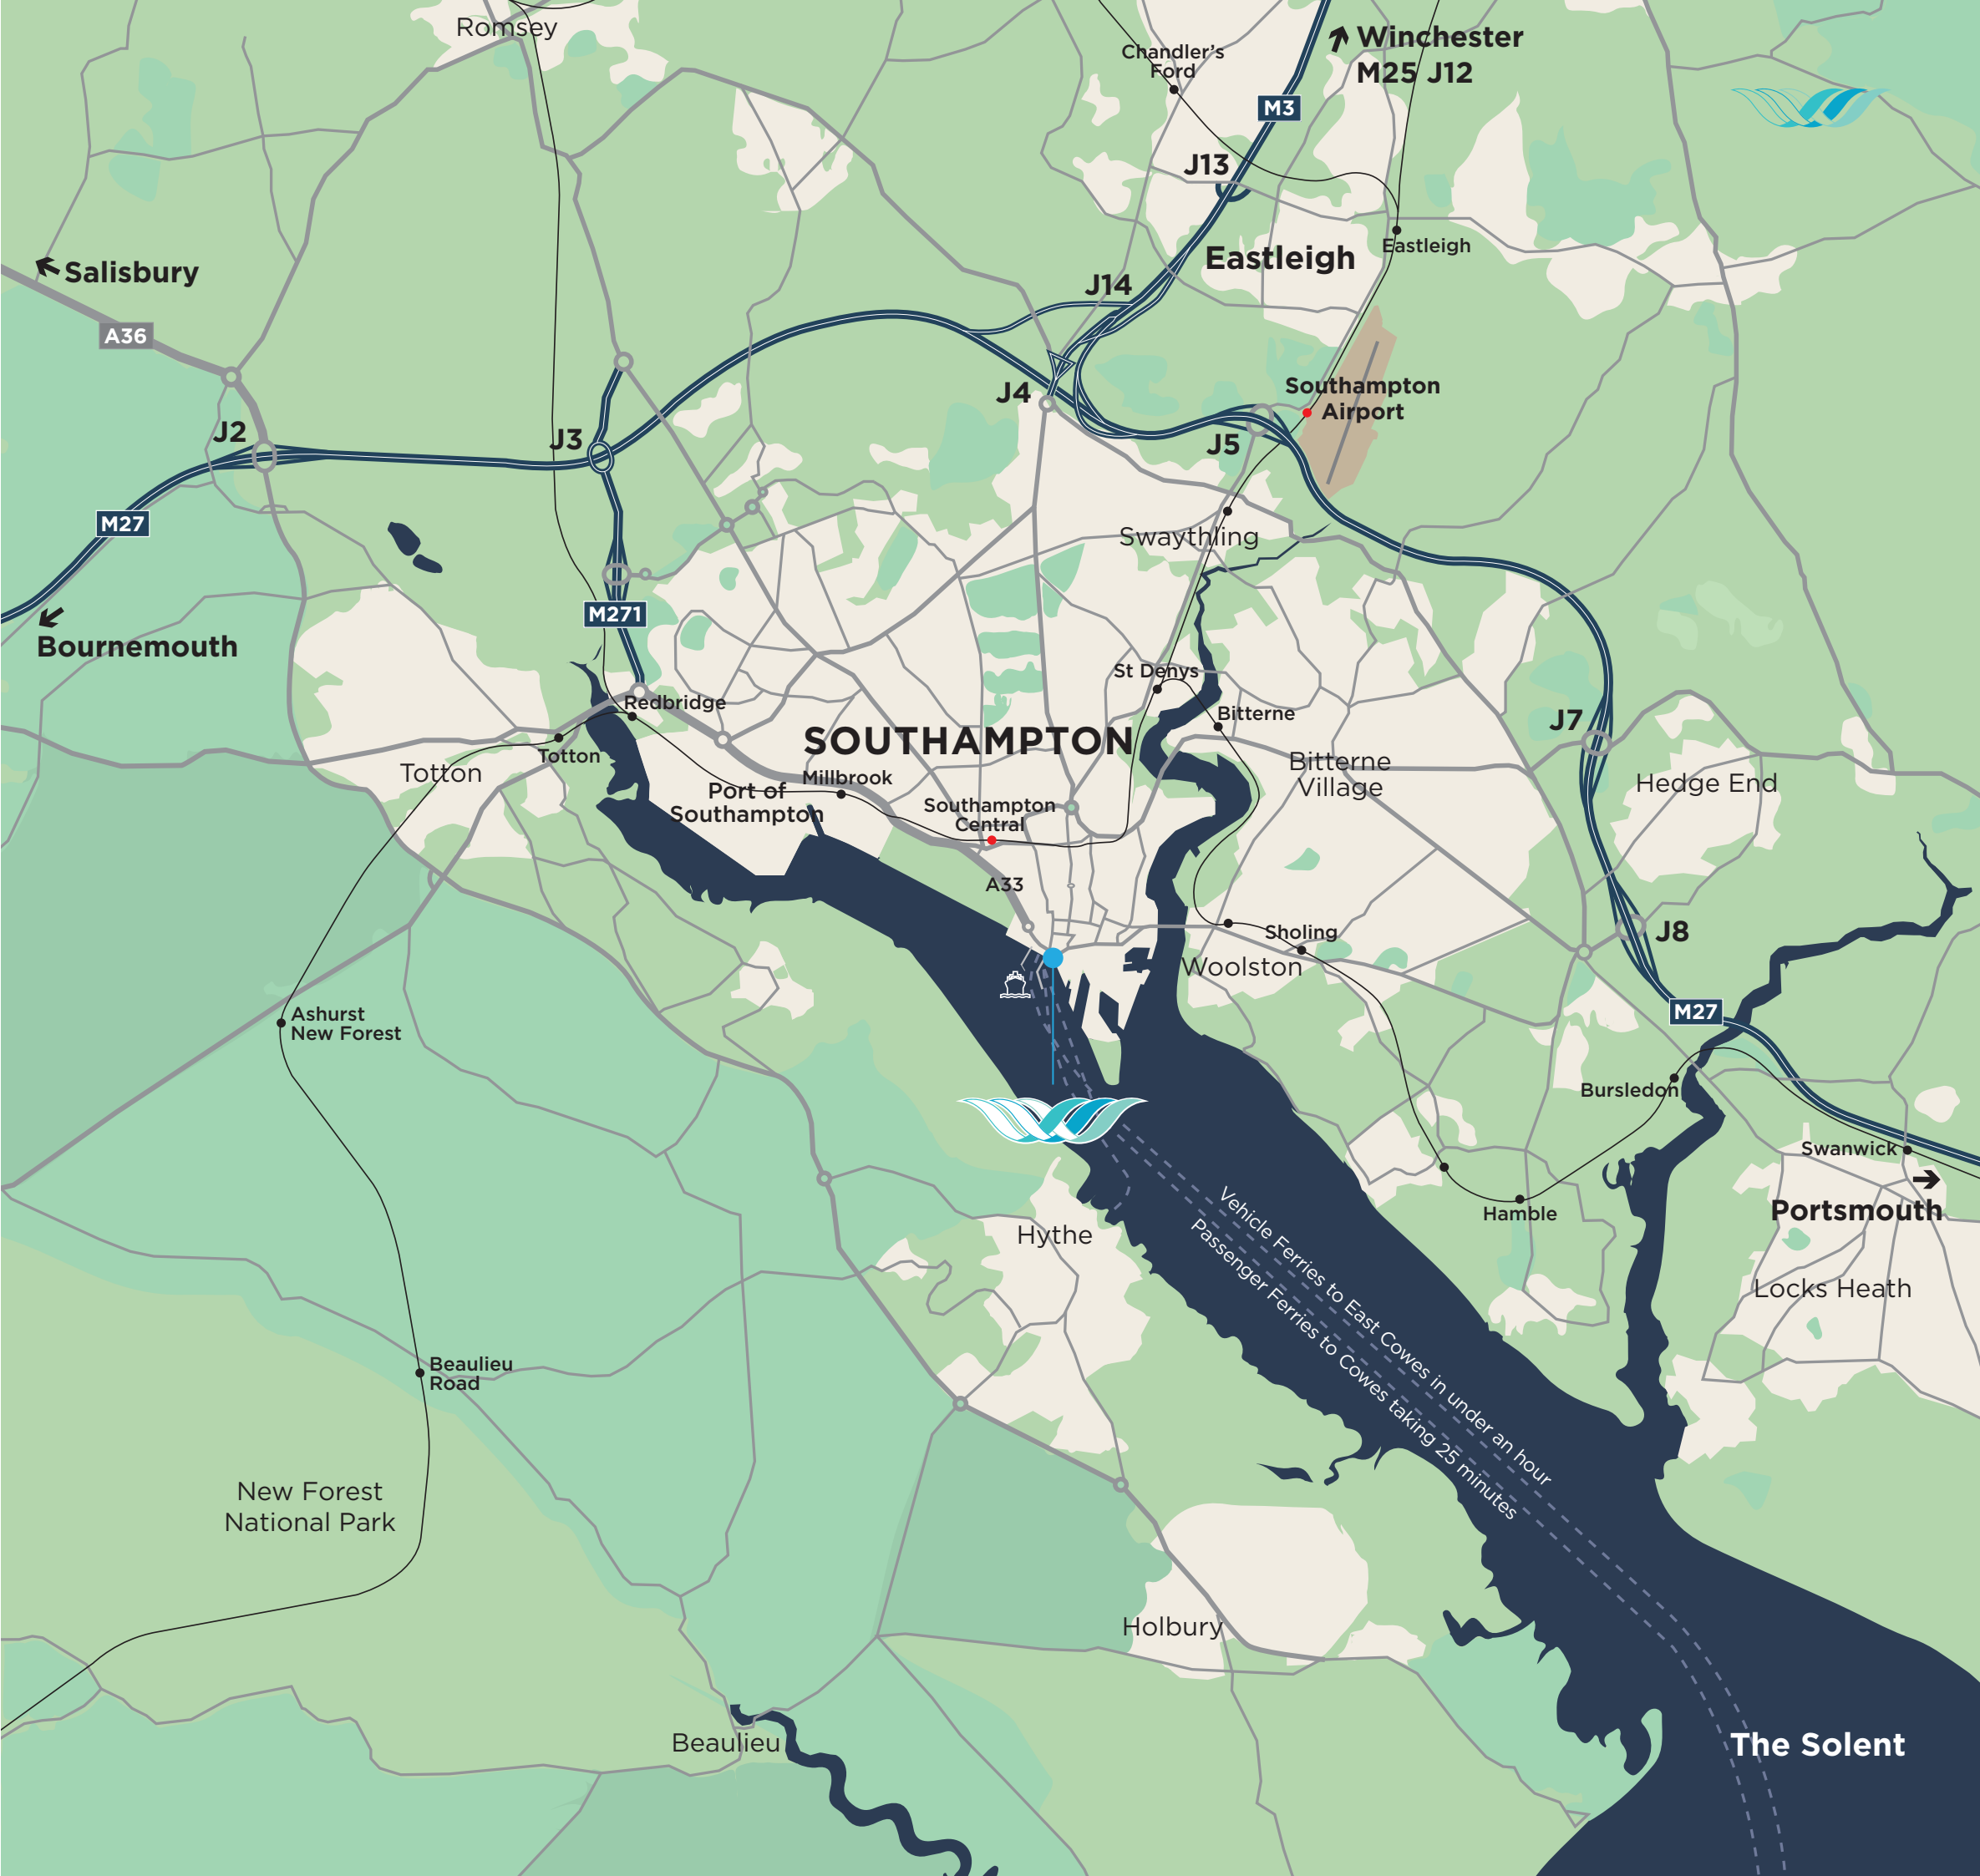 Romsey
Chandler's
Ford
Winchester
M25 J12
M3
J13
Eastleigh
Eastleigh
Salisbury
J14
A36
Southampton
Airport
J4
J2
J3
J5
M27
Swaythling
M271
Bournemouth
St Denys
Redbridge
Bitterne
J7
SOUTHAMPTON
Totton
Totton
Bitterne
Village
Hedge End
Millbrook
Port of
Southampton
Southampton
Central
A33
Sholing
J8
Woolston
M27
Ashurst
New Forest
Bursledon
Swanwick
Portsmouth
Hamble
Hythe
Vehicle Ferries to East Cowes in under an hour
Passenger Ferries to Cowes taking 25 minutes
Locks Heath
Beaulieu
Road
New Forest
National Park
Holbury
Beaulieu
The Solent